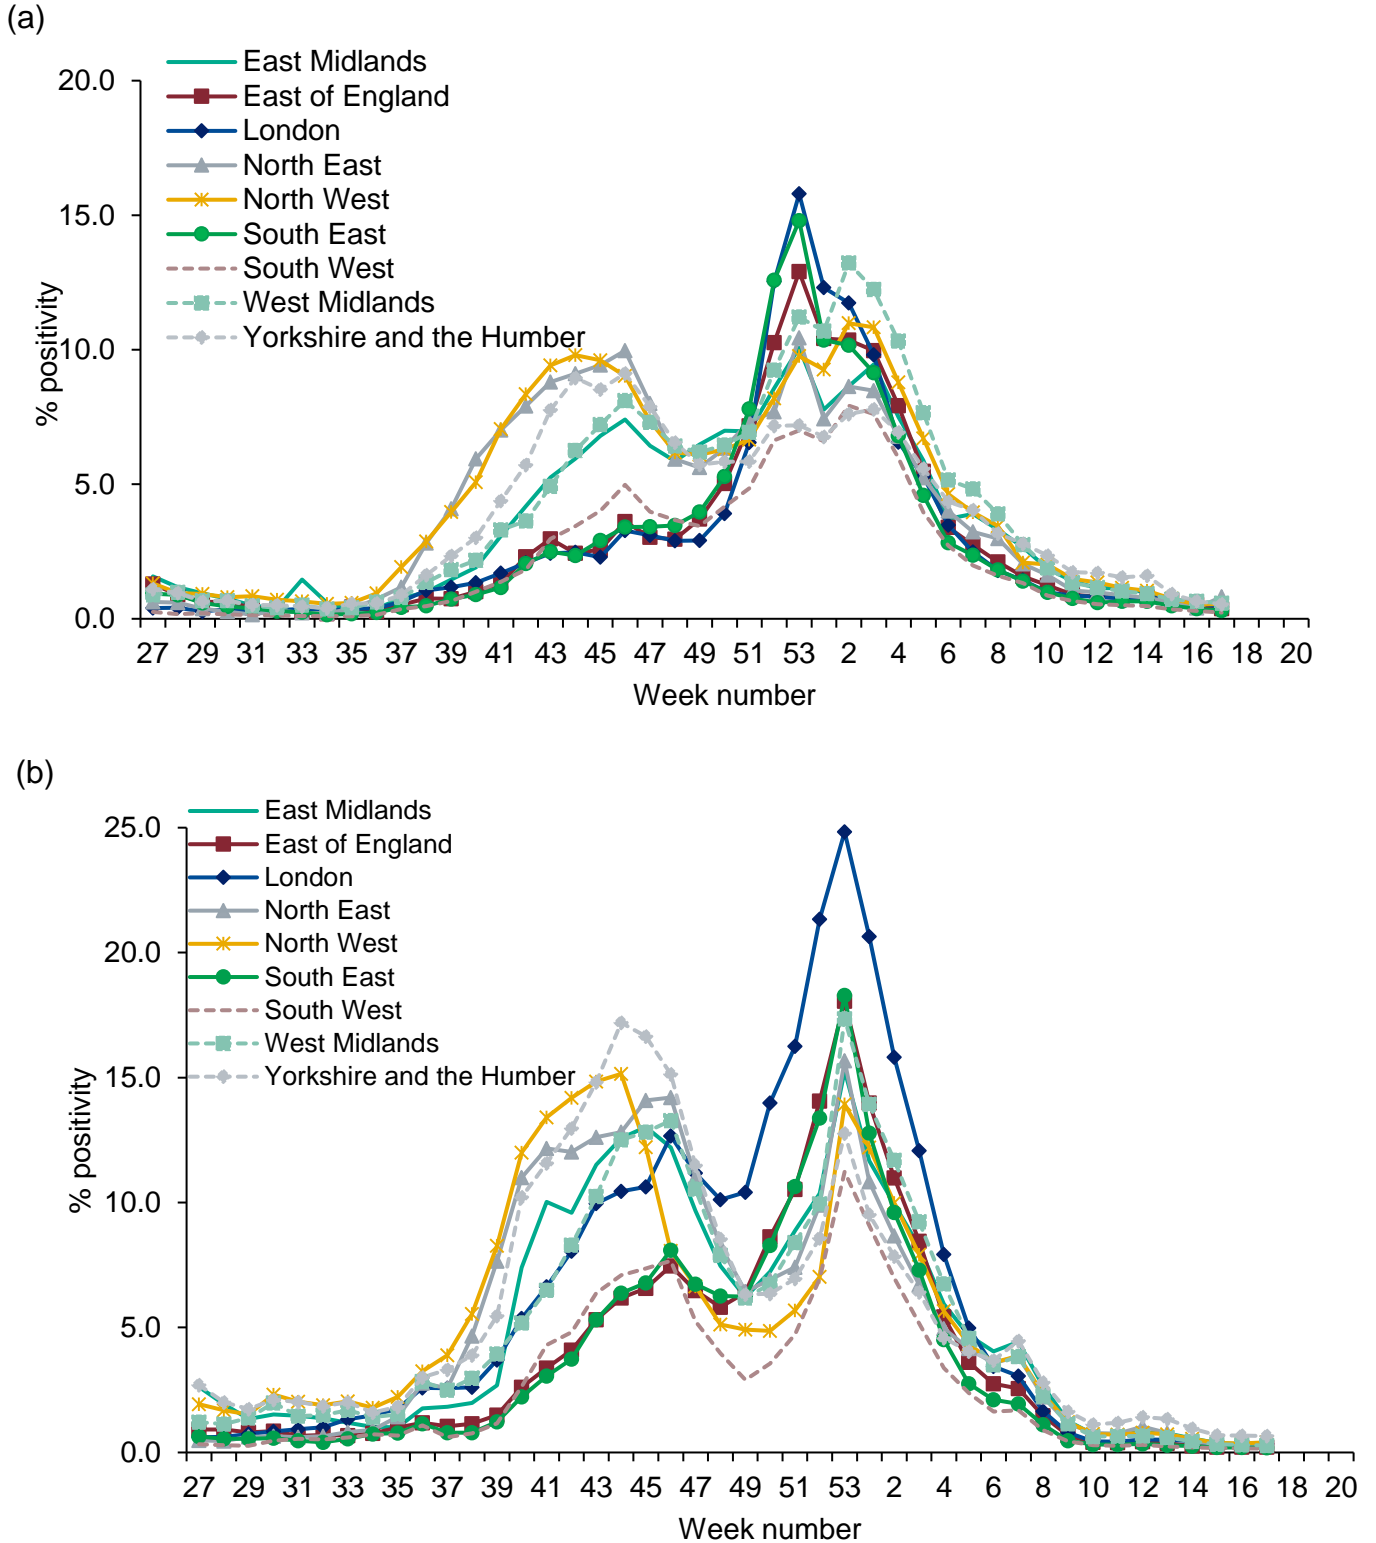 (a)
East Midlands
20.0
East of England
London
North East
North West
15.0
South East
South West
West Midlands
Yorkshire and the Humber
10.0
% positivity
5.0
0.0
27 29 31 33 35 37 39 41 43 45 47 49 51 53 2 4 6 8 10 12 14 16 18 20
Week number
(b)
East Midlands
25.0
East of England
London
North East
North West
20.0
South East
South West
West Midlands
Yorkshire and the Humber
15.0
% positivity
10.0
5.0
0.0
27 29 31 33 35 37 39 41 43 45 47 49 51 53 2 4 6 8 10 12 14 16 18 20
Week number